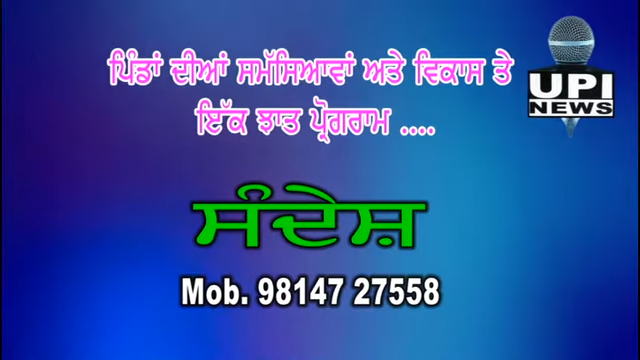 ਪਿੰਡਾਂ ਦੀਆਂ ਸਮੱਸਿਆਵਾਂ ਅਤੇ ਵਿਕਾਸ ਤੇ
ਇੱਕ ਝਾਤ ਪ੍ਰੋਗਰਾਮ ....
UPI
NEWS
ਸੰਦੇਸ਼
Mob. 98147 27558